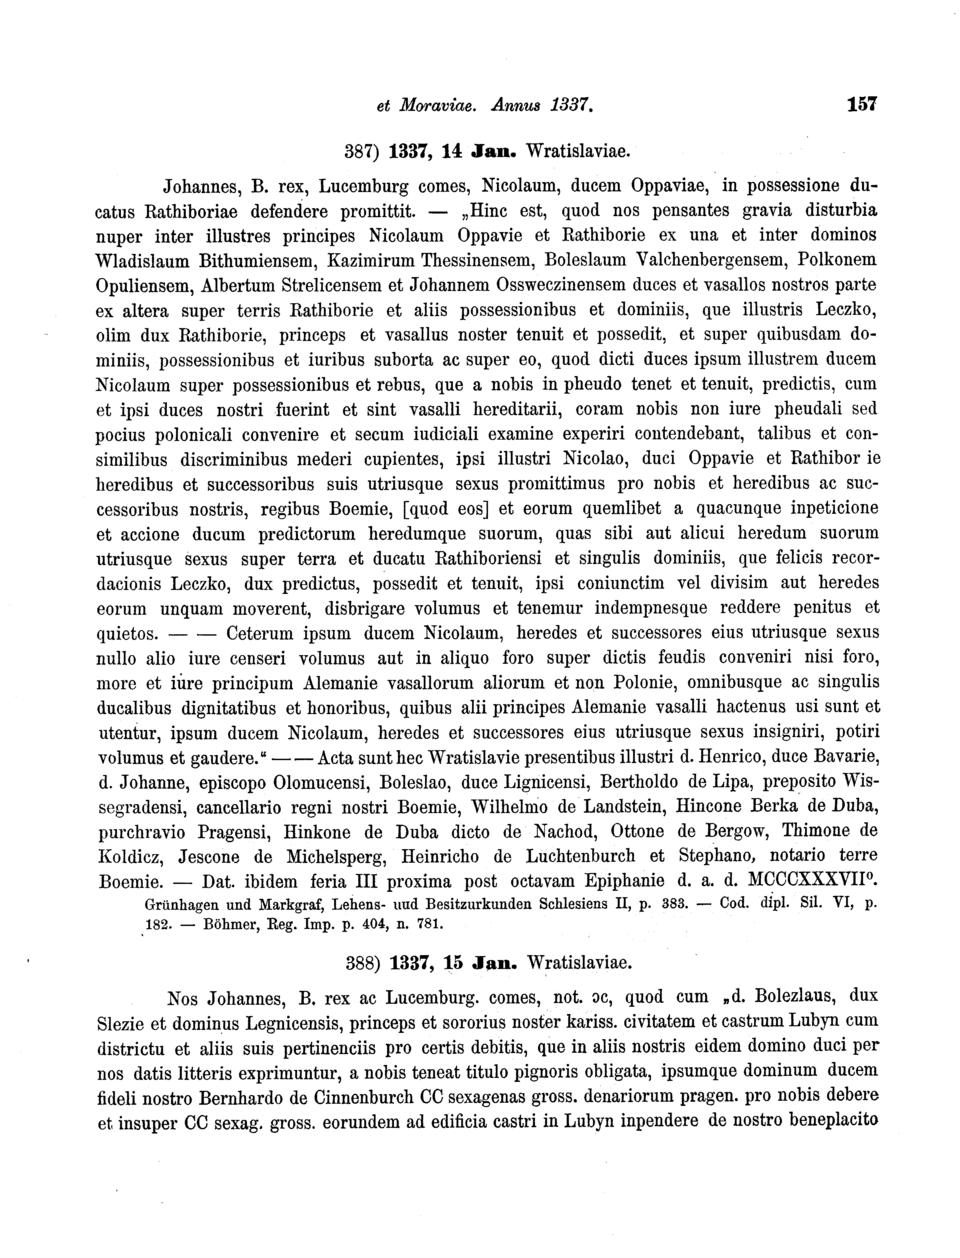 et Moraviae. Annus 1337. 157
387) 1337, 14 Jan. Wratislaviae.
Johannes, B. rex, Lucemburg comes, Nicolaum, ducem Oppaviae, in possessione du-
catus Rathiboriae defendere promittit. — „Hinc est, quod nos pensantes gravia disturbia
nuper inter illustres principes Nicolaum Oppavie et Rathiborie ex una et inter dominos
Wladislaum Bithumiensem, Kazimirum Thessinensem, Boleslaum Valchenbergensem, Polkonem
Opuliensem, Albertum Strelicensem et Johannem Ossweczinensem duces et vasallos nostros parte
ex altera super terris Rathiborie et aliis possessionibus et dominiis, que illustris Leczko,
olim dux Rathiborie, princeps et vasallus noster tenuit et possedit, et super quibusdam do-
miniis, possessionibus et iuribus suborta ac super eo, quod dicti duces ipsum illustrem ducem
Nicolaum super possessionibus et rebus, que a nobis in pheudo tenet et tenuit, predictis, cum
et ipsi duces nostri fuerint et sint vasalli hereditarii, coram nobis non iure pheudali sed
pocius polonicali convenire et secum iudiciali examine experiri contendebant, talibus et con-
similibus discriminibus mederi cupientes, ipsi illustri Nicolao, duci Oppavie et Rathibor ie
heredibus et successoribus suis utriusque sexus promittimus pro nobis et heredibus ac suc-
cessoribus nostris, regibus Boemie, [quod eos] et eorum quemlibet a quacunque inpeticione
et accione ducum predictorum heredumque suorum, quas sibi aut alicui heredum suorum
utriusque sexus super terra et ducatu Rathiboriensi et singulis dominiis, que felicis recor-
dacionis Leczko, dux predictus, possedit et tenuit, ipsi coniunctim vel divisim aut heredes
eorum unquam moverent, disbrigare volumus et tenemur indempnesque reddere penitus et
quietos. — — Ceterum ipsum ducem Nicolaum, heredes et successores eius utriusque sexus
nullo alio iure censeri volumus aut in aliquo foro super dictis feudis conveniri nisi foro,
more et iure principum Alemanie vasallorum aliorum et non Polonie, omnibusque ac singulis
ducalibus dignitatibus et honoribus, quibus alii principes Alemanie vasalli hactenus usi sunt et
utentur, ipsum ducem Nicolaum, heredes et successores eius utriusque sexus insigniri, potiri
volumus et gaudere.“ — — Acta sunt hec Wratislavie presentibus illustri d. Henrico, duce Bavarie,
d. Johanne, episcopo Olomucensi, Boleslao, duce Lignicensi, Bertholdo de Lipa, preposito Wis-
segradensi, cancellario regni nostri Boemie, Wilhelmo de Landstein, Hincone Berka de Duba,
purchravio Pragensi, Hinkone de Duba dicto de Nachod, Ottone de Bergow, Thimone de
Koldicz, Jescone de Michelsperg, Heinricho de Luchtenburch et Stephano, notario terre
Boemie. — Dat. ibidem feria III proxima post octavam Epiphanie d. a. d. MCCCXXXVII⁰.
Grünhagen und Markgraf, Lehens- uud Besitzurkunden Schlesiens II, p. 383. — Cod. dipl. Sil. VI, p.
182. — Böhmer, Reg. Imp. p. 404, n. 781.
388) 1337, 15 Jan. Wratislaviae.
Nos Johannes, B. rex ac Lucemburg. comes, not. ɔc, quod cum „d. Bolezlaus, dux
Slezie et dominus Legnicensis, princeps et sororius noster kariss. civitatem et castrum Lubyn cum
districtu et aliis suis pertinenciis pro certis debitis, que in aliis nostris eidem domino duci per
nos datis litteris exprimuntur, a nobis teneat titulo pignoris obligata, ipsumque dominum ducem
fideli nostro Bernhardo de Cinnenburch CC sexagenas gross. denariorum pragen. pro nobis debere
et insuper CC sexag. gross. eorundem ad edificia castri in Lubyn inpendere de nostro beneplacito